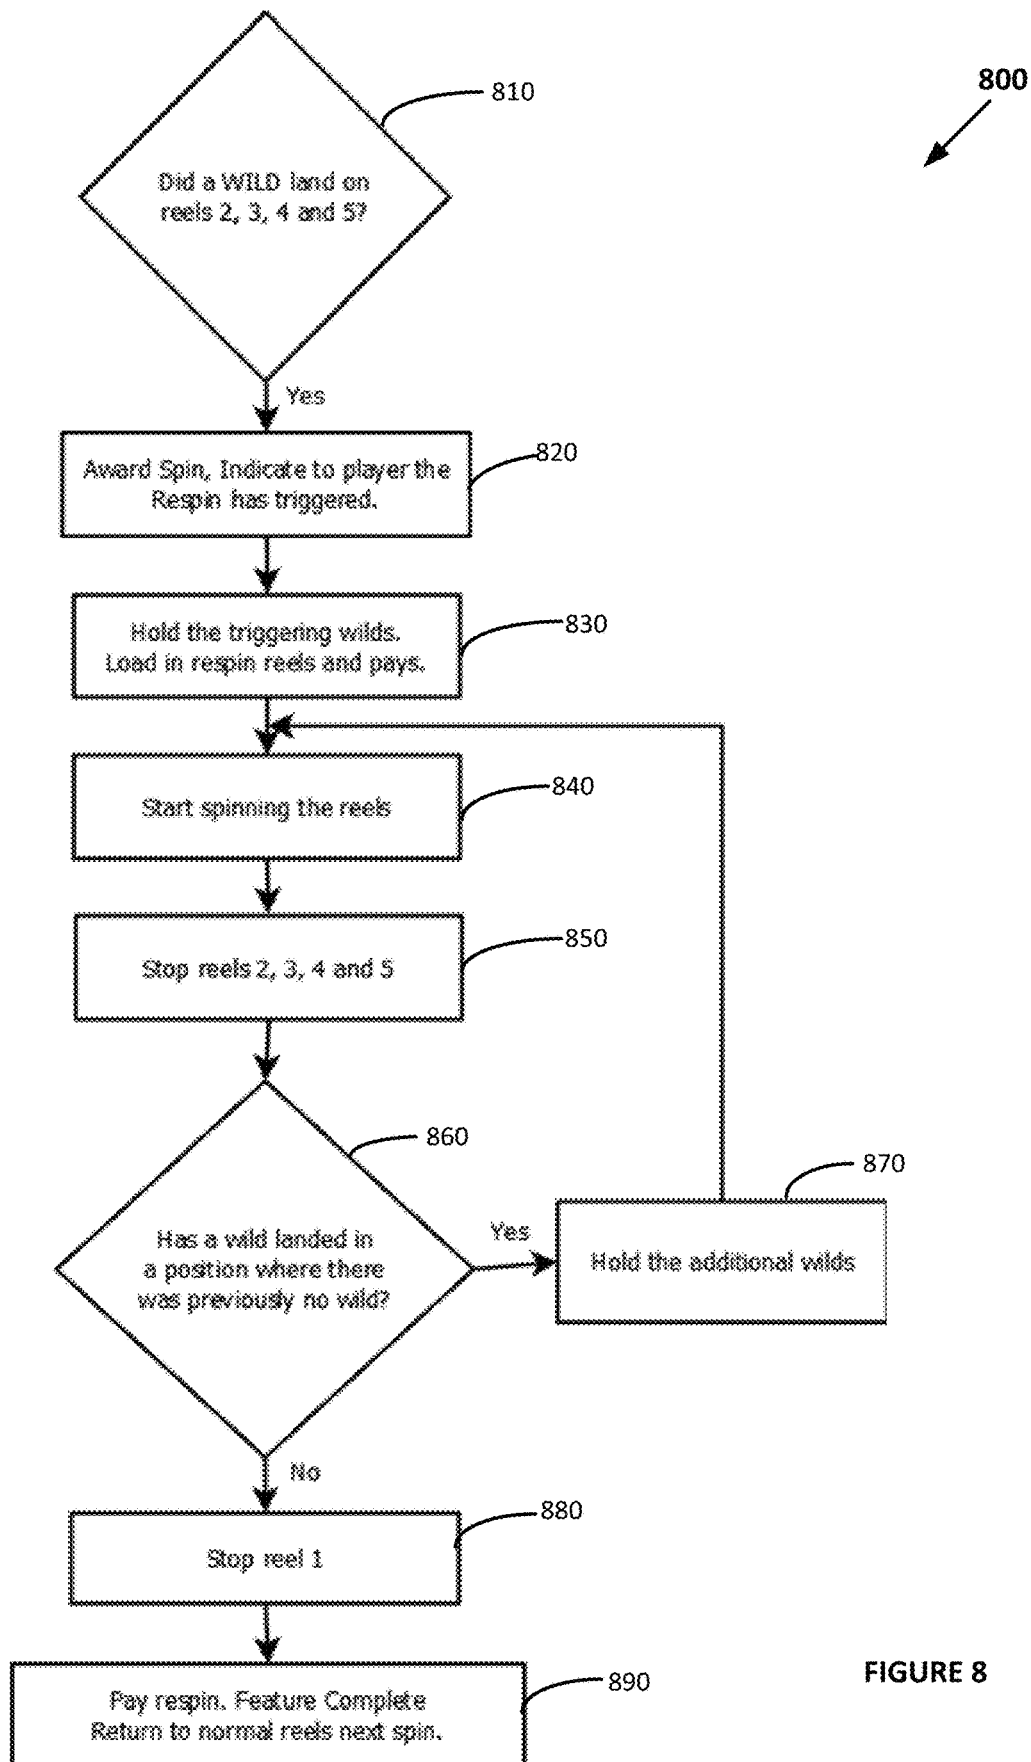 810
800
Did a WILD land on
reels 2, 3, 4 and 5?
Yes
820
Award Spin, Indicate to player the
Respin has triggered.
830
Hold the triggering wilds.
Load in respin reels and pays.
840
Start spinning the reels
850
Stop reels 2, 3, 4 and 5
860
870
Has a wild landed in
a position where there
was previously no wild?
Yes
Hold the additional wilds
No
880
Stop reel 1
890
Pay respin. Feature Complete
Return to normal reels next spin.
FIGURE 8